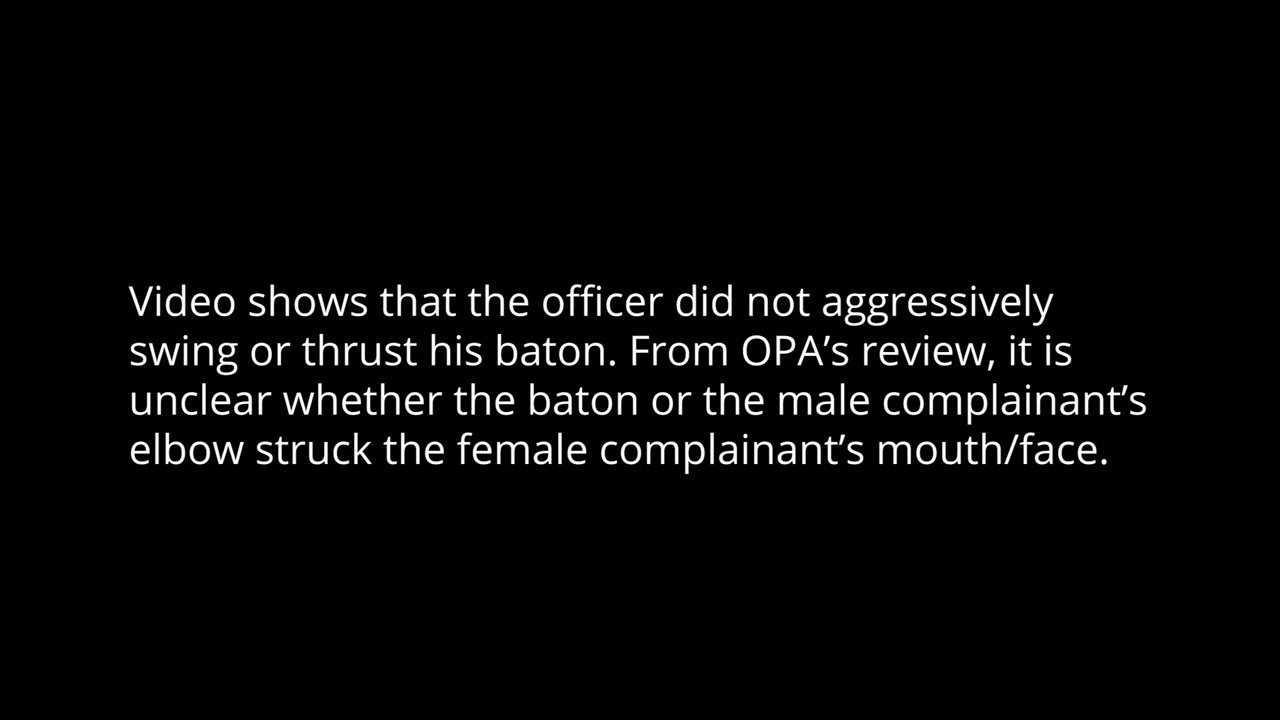 Video shows that the officer did not aggressively
swing or thrust his baton. From OPA’s review, it is
unclear whether the baton or the male complainant’s
elbow struck the female complainant’s mouth/face.